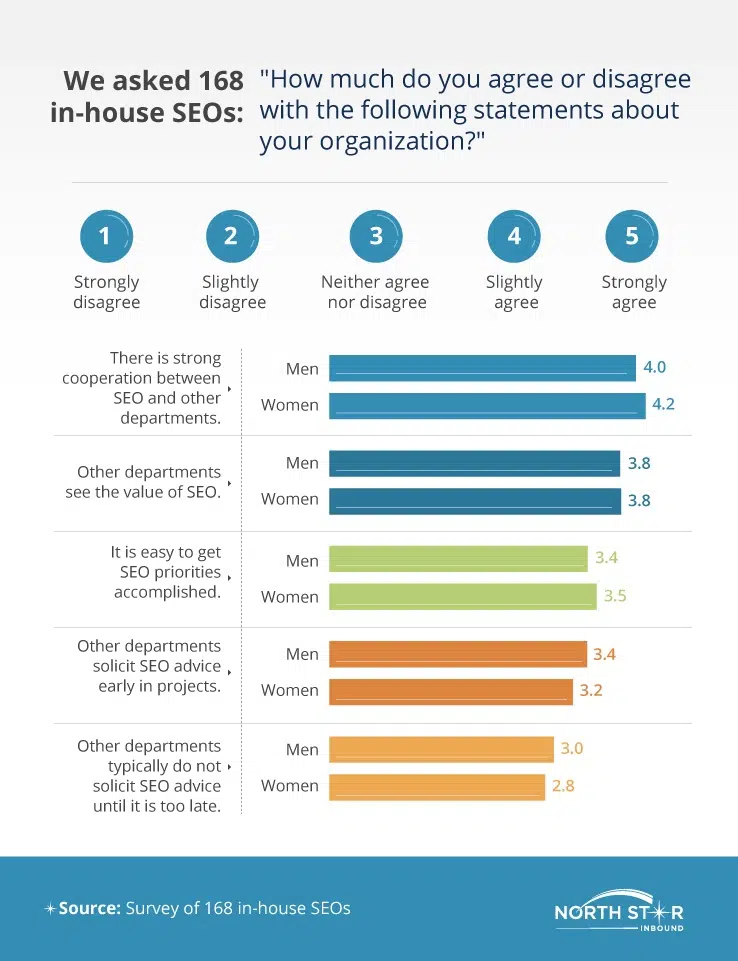 We asked 168
in-house SEOs:
"How much do you agree or disagree
with the following statements about
your organization?"
1
Strongly
disagree
2
Slightly
disagree
3
Neither agree
nor disagree
4
Slightly
agree
5
Strongly
agree
There is strong
cooperation between
SEO and other
departments.
Men 4.0
Women 4.2
Other departments
see the value of SEO.
Men 3.8
Women 3.8
It is easy to get
SEO priorities
accomplished.
Men 3.4
Women 3.5
Other departments
solicit SEO advice
early in projects.
Men 3.4
Women 3.2
Other departments
typically do not
solicit SEO advice
until it is too late.
Men 3.0
Women 2.8
Source: Survey of 168 in-house SEOs
NORTH STAR
INBOUND